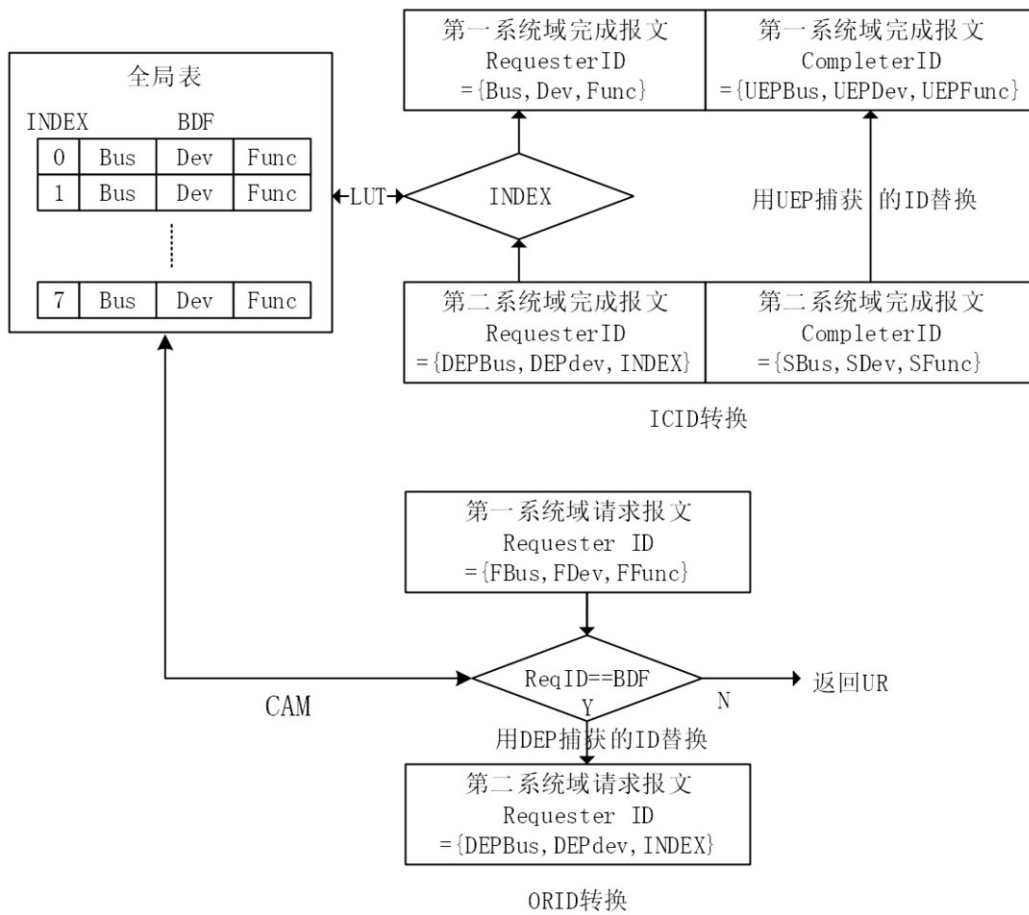 全局表
INDEX BDF
0 Bus Dev Func
1 Bus Dev Func
7 Bus Dev Func
LUT
第一系统域完成报文
RequesterID
={Bus,Dev,Func}
第一系统域完成报文
CompleterID
={UEPBus,UEPDev,UEPFunc}
INDEX
用UEP捕获的ID替换
第二系统域完成报文
RequesterID
={DEPBus,DEPdev,INDEX}
第二系统域完成报文
CompleterID
={SBus,SDev,SFunc}
ICID转换
第一系统域请求报文
Requester ID
={FBus,FDev,FFunc}
CAM
ReqID==BDF
Y
N
返回UR
用DEP捕获的ID替换
第二系统域请求报文
Requester ID
={DEPBus,DEPdev,INDEX}
ORID转换